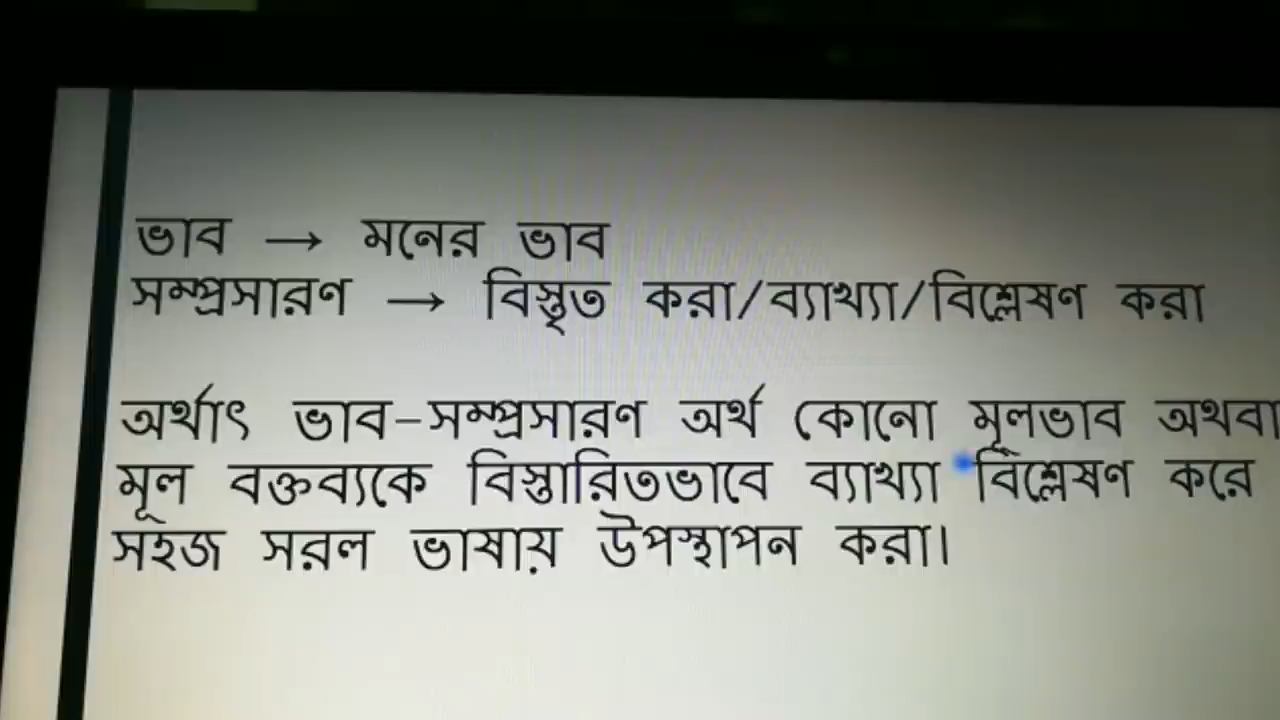 ভাব → মনের ভাব
সম্প্রসারণ → বিস্তৃত করা/ব্যাখ্যা/বিশ্লেষণ করা
অর্থাৎ ভাব-সম্প্রসারণ অর্থ কোনো মূলভাব অথবা
মূল বক্তব্যকে বিস্তারিতভাবে ব্যাখ্যা বিশ্লেষণ করে
সহজ সরল ভাষায় উপস্থাপন করা।